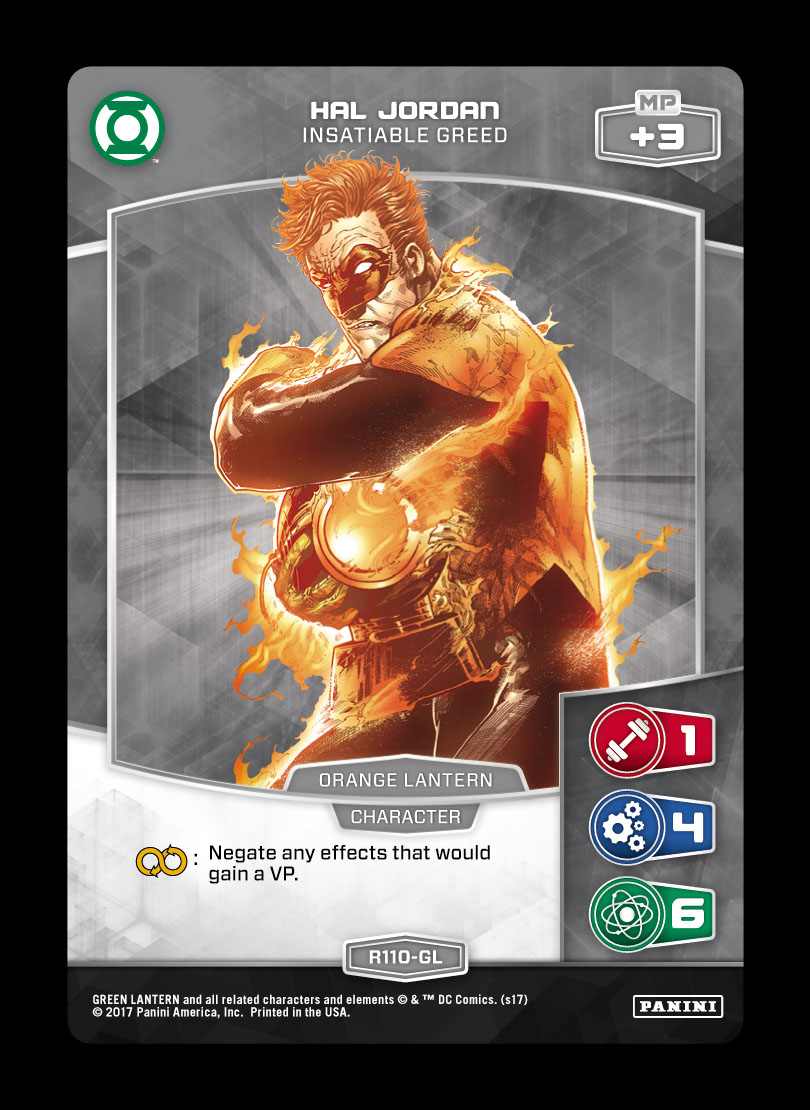 HAL JORDAN
INSATIABLE GREED
MP
+3
™
ORANGE LANTERN
CHARACTER
1
4
6
: Negate any effects that would
gain a VP.
R110-GL
GREEN LANTERN and all related characters and elements © & ™ DC Comics. (s17)
© 2017 Panini America, Inc. Printed in the USA.
PANINI